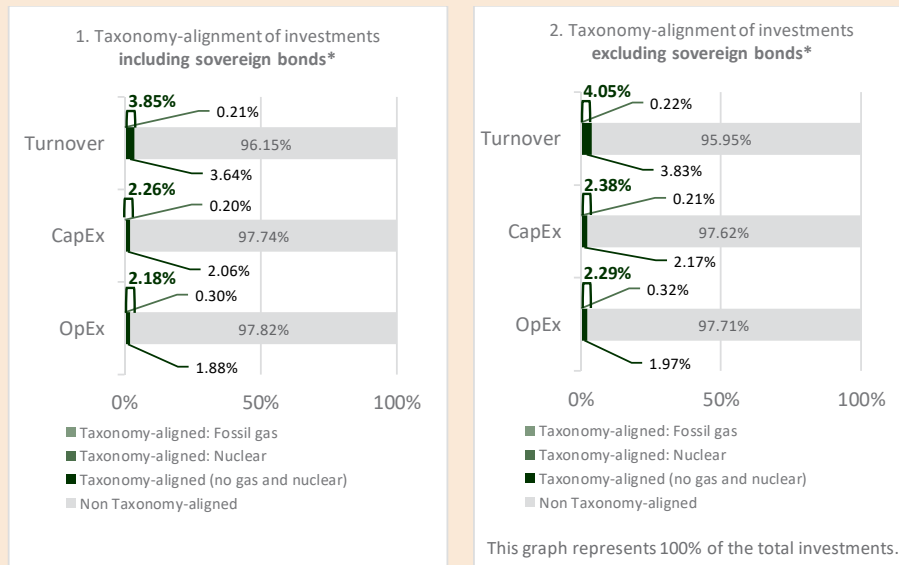 1. Taxonomy-alignment of investments
including sovereign bonds*
3.85%
0.21%
Turnover
96.15%
3.64%
2.26%
0.20%
CapEx
97.74%
2.06%
2.18%
0.30%
OpEx
97.82%
1.88%
0% 50% 100%
Taxonomy-aligned: Fossil gas
Taxonomy-aligned: Nuclear
Taxonomy-aligned (no gas and nuclear)
Non Taxonomy-aligned
2. Taxonomy-alignment of investments
excluding sovereign bonds*
4.05%
0.22%
Turnover
95.95%
3.83%
2.38%
0.21%
CapEx
97.62%
2.17%
2.29%
0.32%
OpEx
97.71%
1.97%
0% 50% 100%
Taxonomy-aligned: Fossil gas
Taxonomy-aligned: Nuclear
Taxonomy-aligned (no gas and nuclear)
Non Taxonomy-aligned
This graph represents 100% of the total investments.